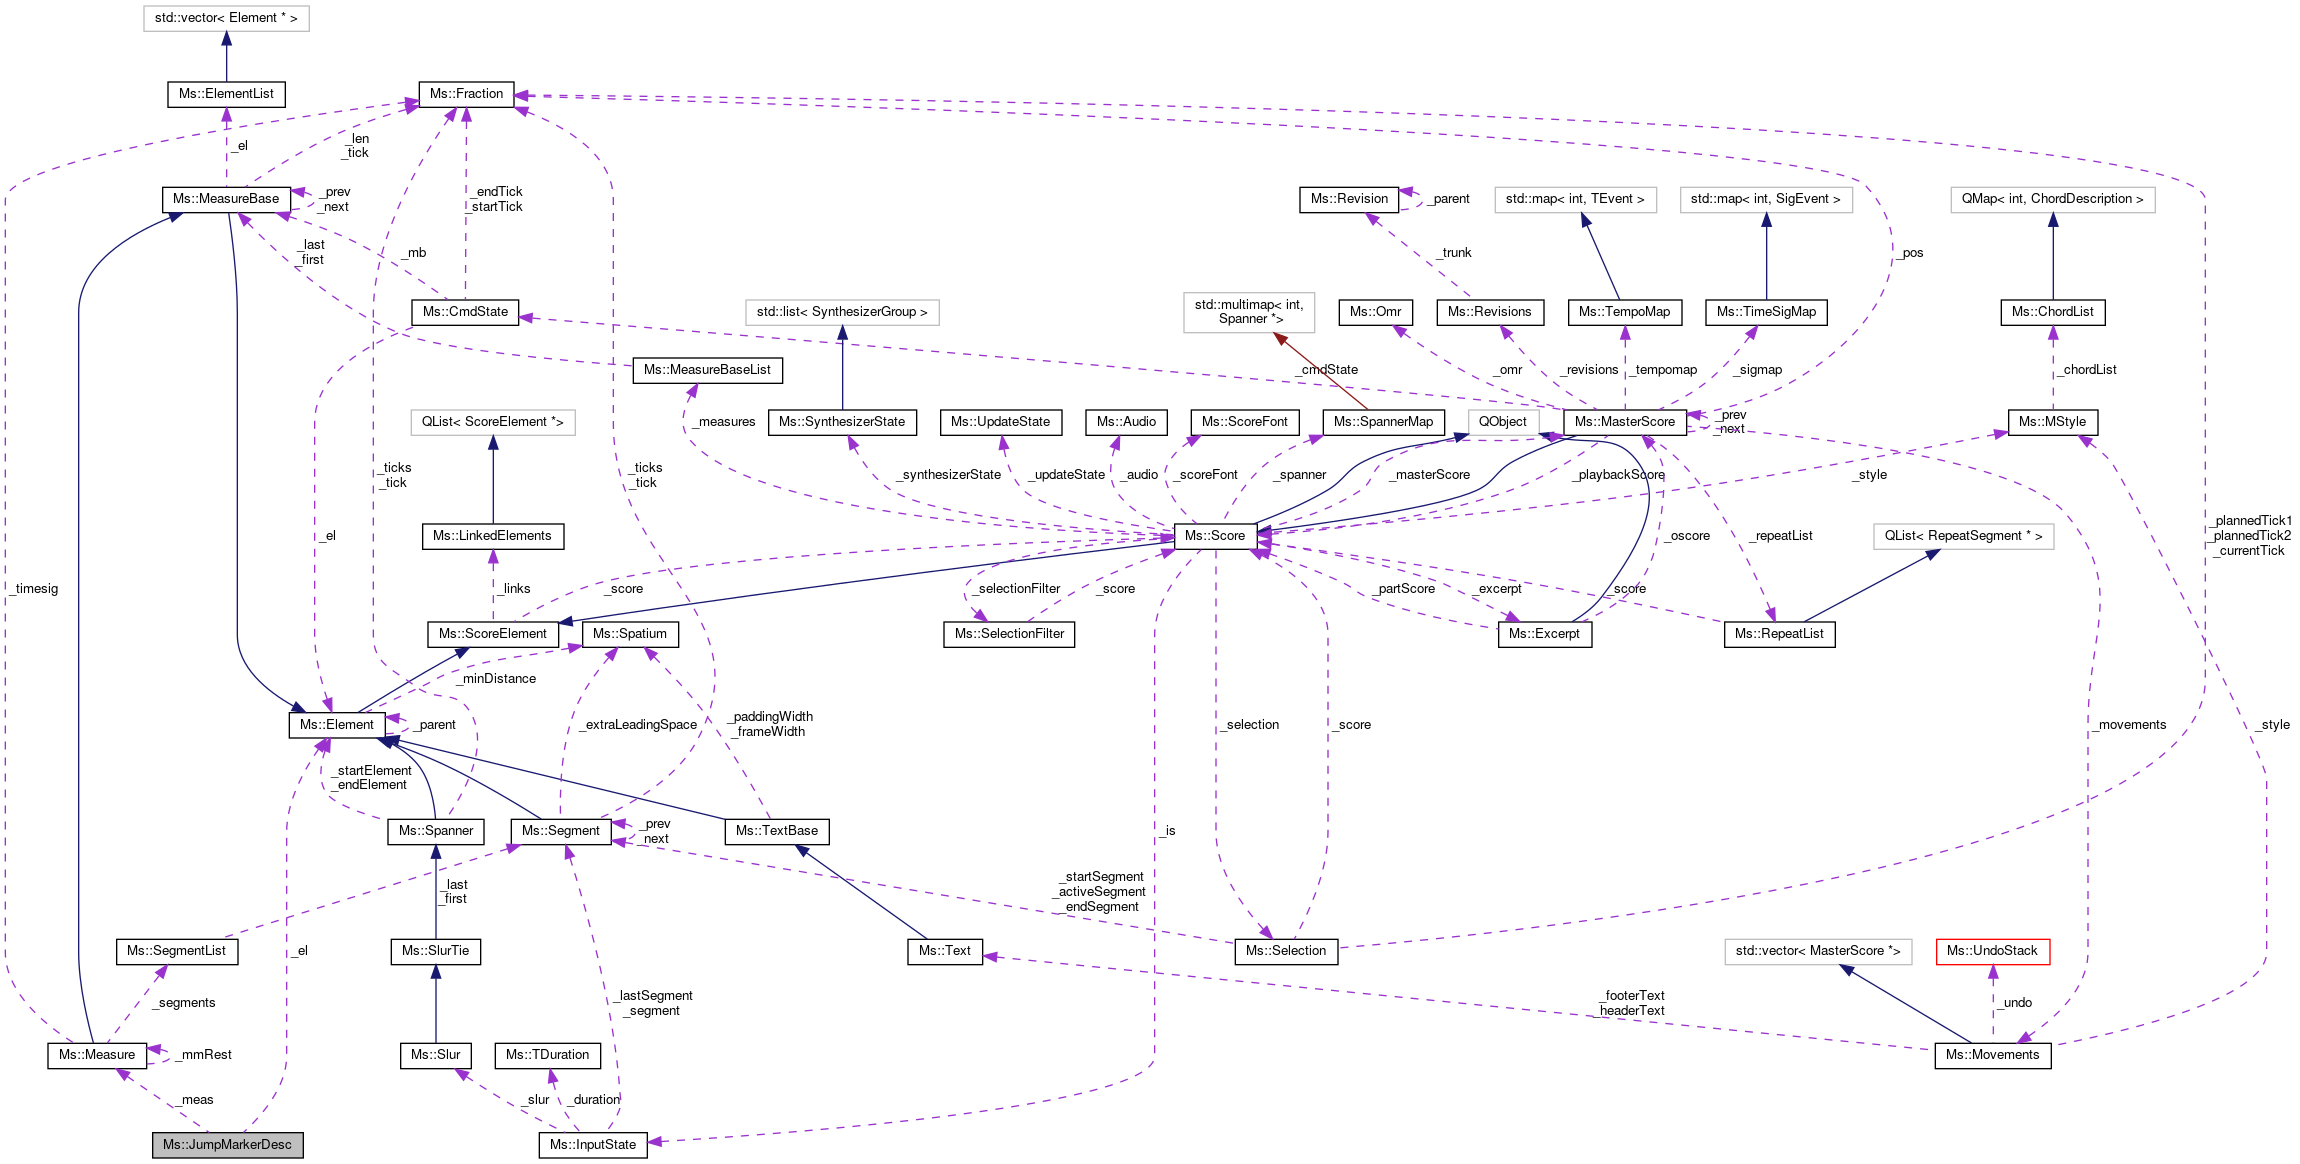 std::vector< Element * >
Ms::ElementList
Ms::Fraction
_el
_len
_tick
Ms::MeasureBase
_prev
_next
_endTick
_startTick
Ms::Revision
_parent
std::map< int, TEvent >
std::map< int, SigEvent >
QMap< int, ChordDescription >
_last
_first
_mb
_trunk
_pos
Ms::CmdState
std::list< SynthesizerGroup >
std::multimap< int,
Spanner *>
Ms::Omr
Ms::Revisions
Ms::TempoMap
Ms::TimeSigMap
Ms::ChordList
Ms::MeasureBaseList
_cmdState
_omr
_revisions
_tempomap
_sigmap
_chordList
QList< ScoreElement *>
_measures
Ms::SynthesizerState
Ms::UpdateState
Ms::Audio
Ms::ScoreFont
Ms::SpannerMap
QObject
Ms::MasterScore
_prev
_next
Ms::MStyle
_ticks
_tick
_ticks
_tick
_synthesizerState
_updateState
_audio
_scoreFont
_spanner
_masterScore
_playbackScore
_style
_el
Ms::LinkedElements
Ms::Score
_oscore
_repeatList
QList< RepeatSegment * >
_plannedTick1
_plannedTick2
_currentTick
_timesig
_links
_score
_selectionFilter
_score
_partScore
_excerpt
_score
Ms::ScoreElement
Ms::Spatium
Ms::SelectionFilter
Ms::Excerpt
Ms::RepeatList
_minDistance
Ms::Element
_parent
_extraLeadingSpace
_paddingWidth
_frameWidth
_selection
_score
_movements
_style
_startElement
_endElement
Ms::Spanner
Ms::Segment
_prev
_next
Ms::TextBase
_is
_last
_first
_startSegment
_activeSegment
_endSegment
Ms::SegmentList
_el
Ms::SlurTie
Ms::Text
Ms::Selection
std::vector< MasterScore *>
Ms::UndoStack
_segments
_lastSegment
_segment
_footerText
_headerText
_undo
Ms::Measure
_mmRest
Ms::Slur
Ms::TDuration
Ms::Movements
_meas
_slur
_duration
Ms::JumpMarkerDesc
Ms::InputState